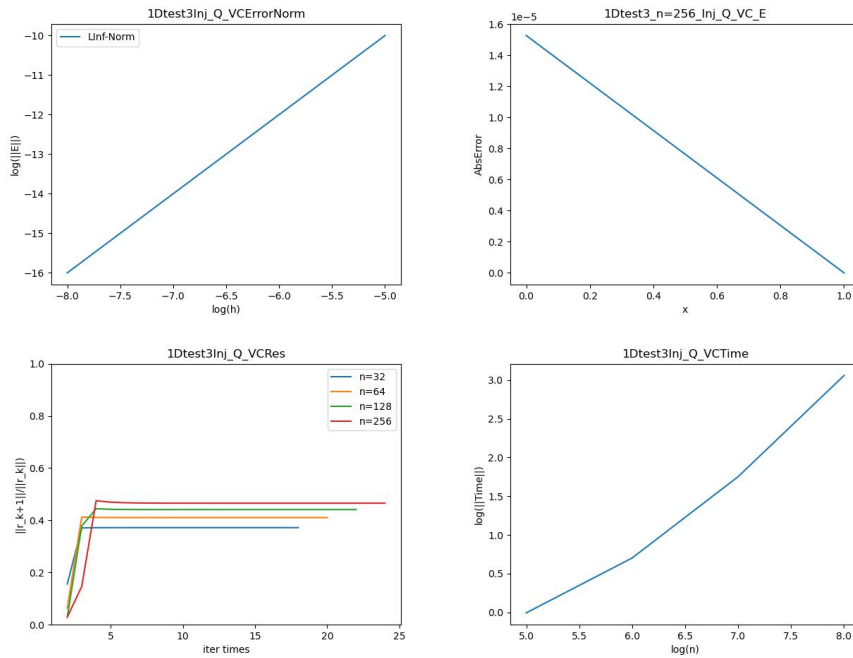 1Dtest3Inj_Q_VCErrorNorm
LInf-Norm
−10
−11
−12
−13
−14
−15
−16
log(||E||)
−8.0 −7.5 −7.0 −6.5 −6.0 −5.5 −5.0
log(h)
1Dtest3_n=256_Inj_Q_VC_E
1e−5
1.6
1.4
1.2
1.0
0.8
0.6
0.4
0.2
0.0
AbsError
0.0 0.2 0.4 0.6 0.8 1.0
x
1Dtest3Inj_Q_VCRes
n=32
n=64
n=128
n=256
1.0
0.8
0.6
0.4
0.2
0.0
||r_k+1||/||r_k||
5 10 15 20 25
iter times
1Dtest3Inj_Q_VCTime
3.0
2.5
2.0
1.5
1.0
0.5
0.0
log(||Time||)
5.0 5.5 6.0 6.5 7.0 7.5 8.0
log(n)